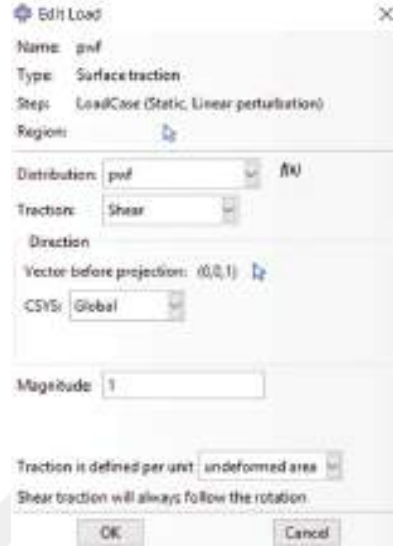 Edit Load
Name: pwf
Type: Surface traction
Step: LoadCase (Static, Linear perturbation)
Region:
Distribution: pwf f(x)
Traction: Shear
Direction
Vector before projection: (0,0,1)
CSYS: Global
Magnitude: 1
Traction is defined per unit undeformed area
Shear traction will always follow the rotation
OK Cancel